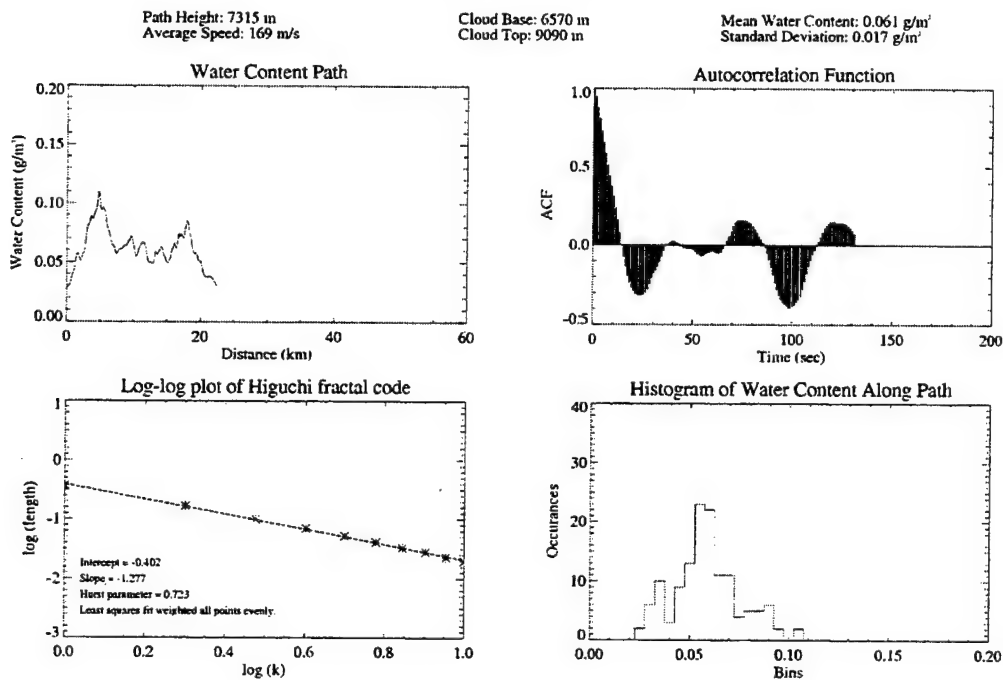 Path Height: 7315 m
Average Speed: 169 m/s
Cloud Base: 6570 m
Cloud Top: 9090 m
Mean Water Content: 0.061 g/m³
Standard Deviation: 0.017 g/m³
Water Content Path
Water Content (g/m³)
0.20
0.15
0.10
0.05
0.00
0 20 40 60
Distance (km)
Autocorrelation Function
ACF
1.0
0.5
0.0
-0.5
0 50 100 150 200
Time (sec)
Log-log plot of Higuchi fractal code
log (length)
1
0
-1
-2
-3
Intercept = -0.402
Slope = -1.277
Hurst parameter = 0.723
Least squares fit weighted all points evenly.
0.0 0.2 0.4 0.6 0.8 1.0
log (k)
Histogram of Water Content Along Path
Occurances
40
30
20
10
0
0.00 0.05 0.10 0.15 0.20
Bins